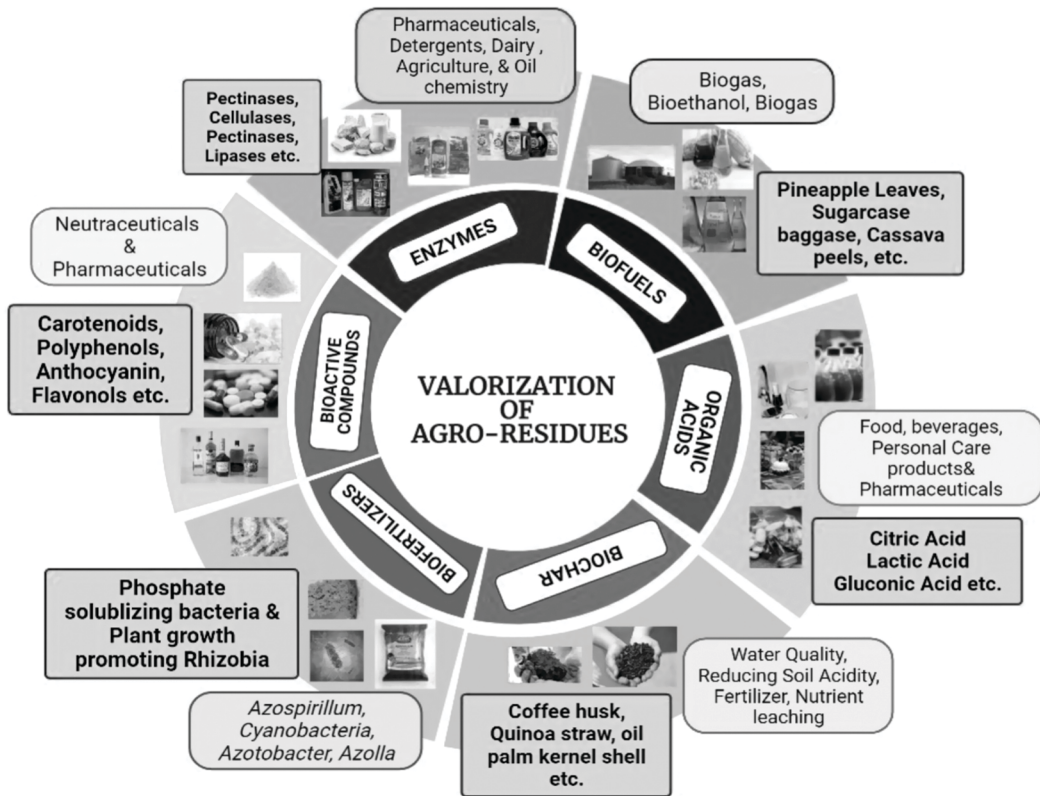 Pharmaceuticals,
Detergents, Dairy ,
Agriculture, & Oil
chemistry
Pectinases,
Cellulases,
Pectinases,
Lipases etc.
ENZYMES
Biogas,
Bioethanol, Biogas
Pineapple Leaves,
Sugarcase
baggase, Cassava
peels, etc.
BIOFUELS
Neutraceuticals
&
Pharmaceuticals
Carotenoids,
Polyphenols,
Anthocyanin,
Flavonols etc.
BIOACTIVE
COMPOUNDS
VALORIZATION
OF
AGRO-RESIDUES
ORGANIC
ACIDS
Food, beverages,
Personal Care
products&
Pharmaceuticals
Citric Acid
Lactic Acid
Gluconic Acid etc.
BIOFERTILIZERS
Phosphate
solublizing bacteria &
Plant growth
promoting Rhizobia
Azospirillum,
Cyanobacteria,
Azotobacter, Azolla
BIOCHAR
Coffee husk,
Quinoa straw, oil
palm kernel shell
etc.
Water Quality,
Reducing Soil Acidity,
Fertilizer, Nutrient
leaching